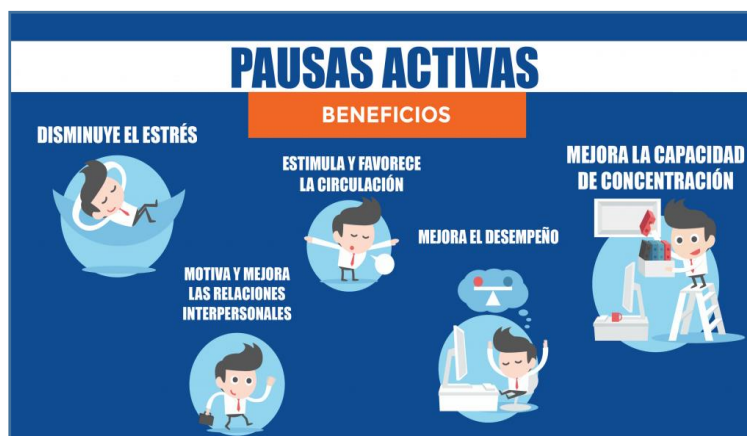 PAUSAS ACTIVAS
BENEFICIOS
DISMINUYE EL ESTRÉS
ESTIMULA Y FAVORECE
LA CIRCULACIÓN
MEJORA LA CAPACIDAD
DE CONCENTRACIÓN
MOTIVA Y MEJORA
LAS RELACIONES
INTERPERSONALES
MEJORA EL DESEMPEÑO